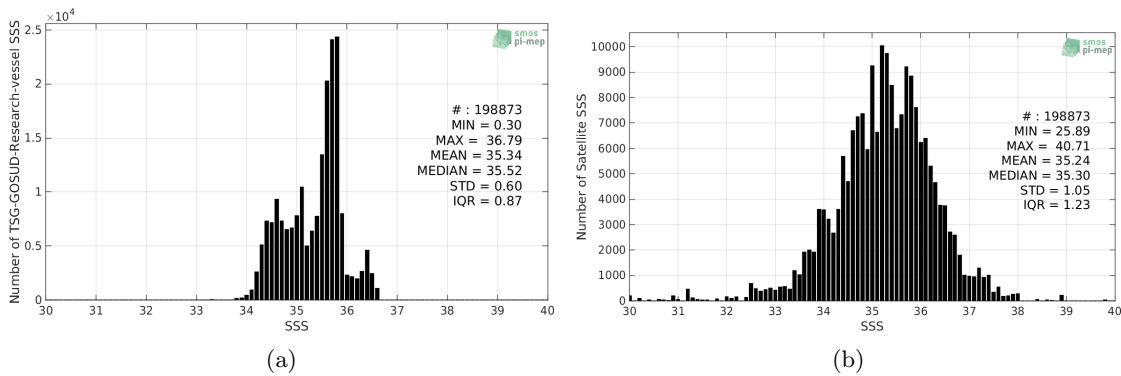 ×10⁴
2.5
2
1.5
1
0.5
0
Number of TSG-GOSUD-Research-vessel SSS
30 31 32 33 34 35 36 37 38 39 40
SSS
smos
pi-mep
# : 198873
MIN = 0.30
MAX = 36.79
MEAN = 35.34
MEDIAN = 35.52
STD = 0.60
IQR = 0.87
(a)
10000
9000
8000
7000
6000
5000
4000
3000
2000
1000
0
Number of Satellite SSS
30 31 32 33 34 35 36 37 38 39 40
SSS
smos
pi-mep
# : 198873
MIN = 25.89
MAX = 40.71
MEAN = 35.24
MEDIAN = 35.30
STD = 1.05
IQR = 1.23
(b)